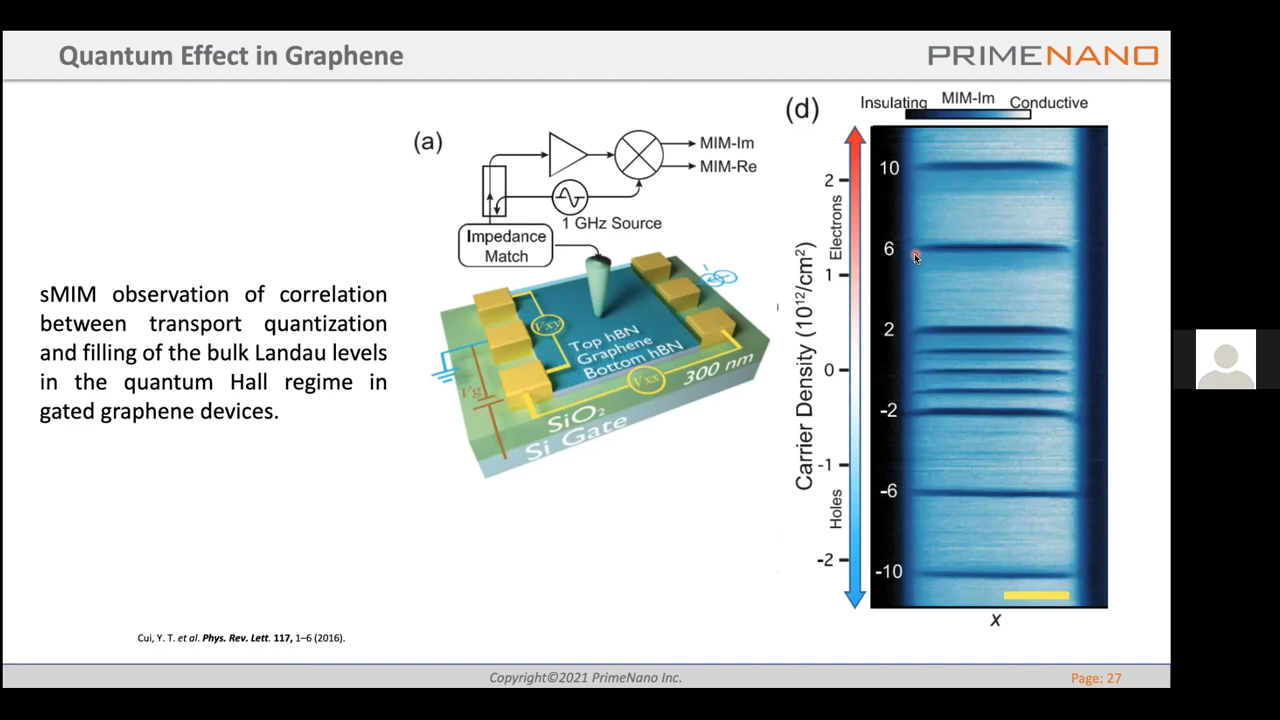 Quantum Effect in Graphene
PRIMENANO
sMIM observation of correlation
between transport quantization
and filling of the bulk Landau levels
in the quantum Hall regime in
gated graphene devices.
(a)
MIM-Im
MIM-Re
1 GHz Source
Impedance
Match
Vxy
Top hBN
Graphene
Bottom hBN
Vxx
300 nm
Vg
SiO2
Si Gate
(d)
Insulating MIM-Im Conductive
Carrier Density (10^12/cm^2)
Electrons
Holes
2
1
0
-1
-2
10
6
2
-2
-6
-10
x
Cui, Y. T. et al. Phys. Rev. Lett. 117, 1–6 (2016).
Copyright©2021 PrimeNano Inc.
Page: 27